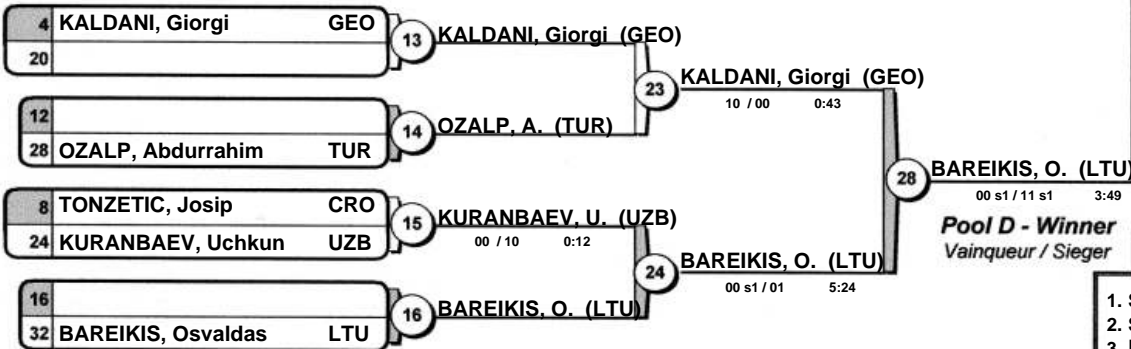 4 KALDANI, Giorgi GEO
20
13 KALDANI, Giorgi (GEO)
23 KALDANI, Giorgi (GEO)
10 / 00 0:43
12
28 OZALP, Abdurrahim TUR
14 OZALP, A. (TUR)
28 BAREIKIS, O. (LTU)
00 s1 / 11 s1 3:49
Pool D - Winner
Vainqueur / Sieger
8 TONZETIC, Josip CRO
24 KURANBAEV, Uchkun UZB
15 KURANBAEV, U. (UZB)
00 / 10 0:12
24 BAREIKIS, O. (LTU)
00 s1 / 01 5:24
16
32 BAREIKIS, Osvaldas LTU
16 BAREIKIS, O. (LTU)
1.
2.
3.